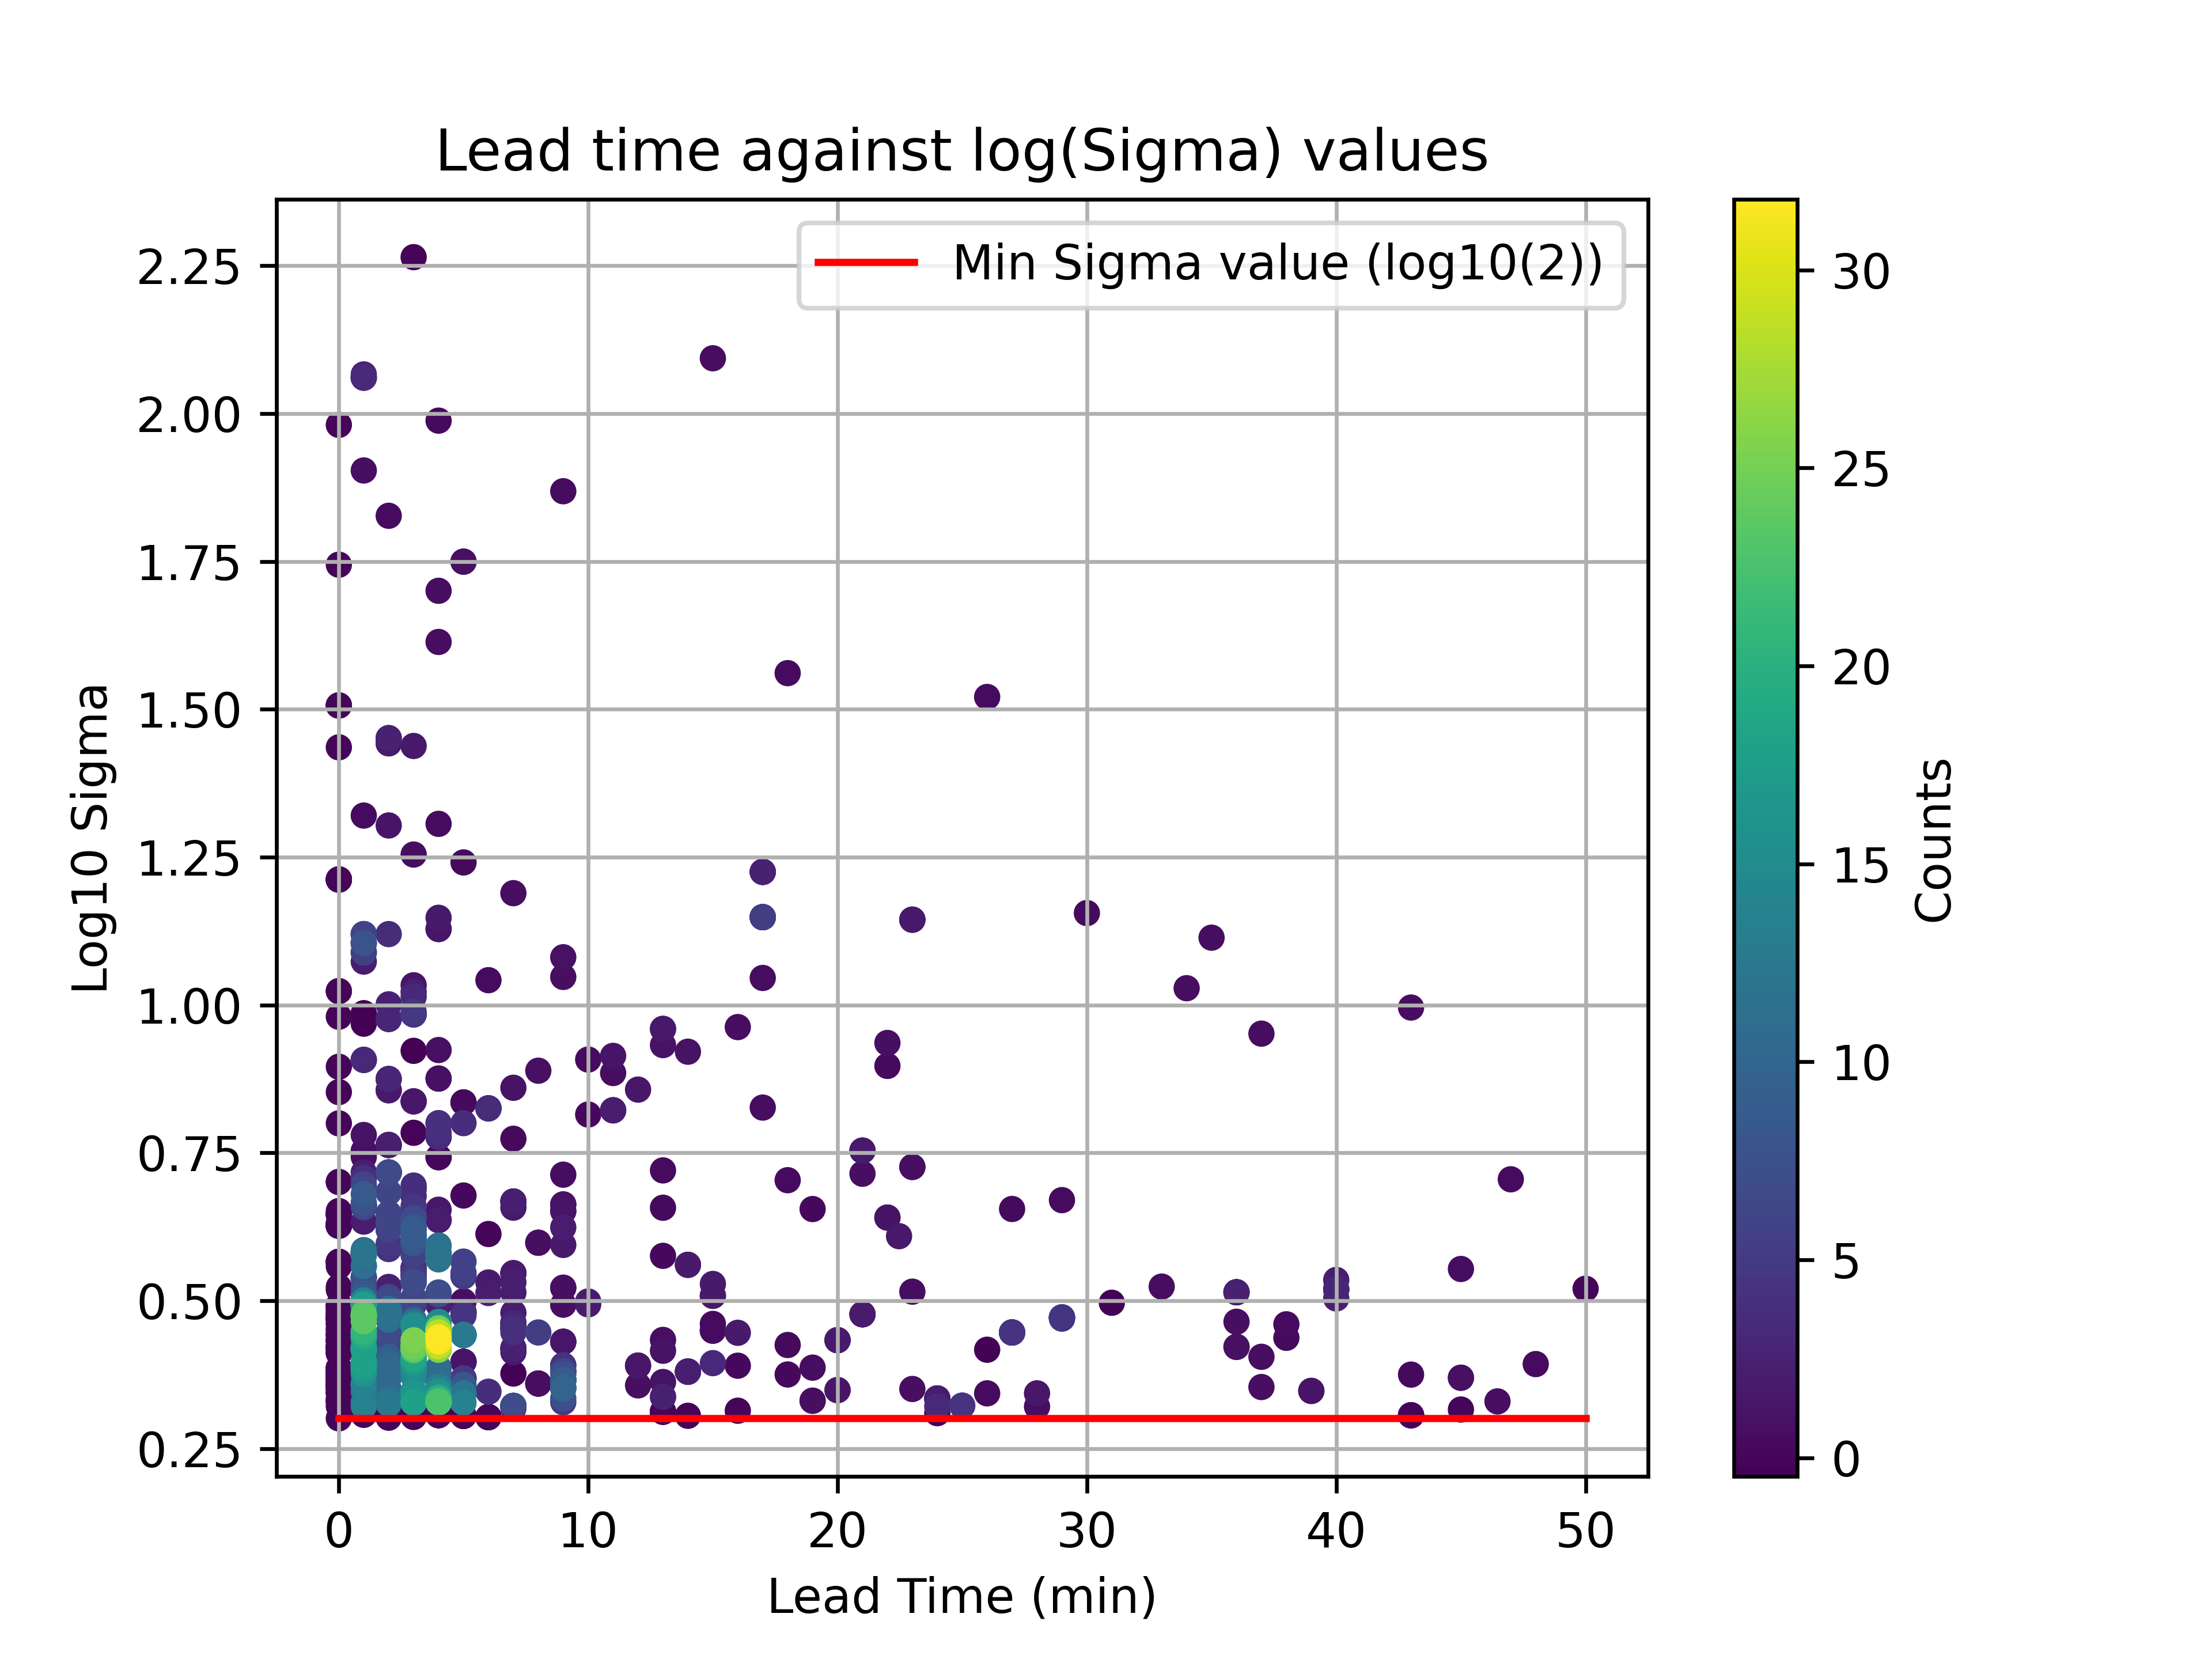 Lead time against log(Sigma) values
Min Sigma value (log10(2))
2.25
2.00
1.75
1.50
1.25
1.00
0.75
0.50
0.25
Log10 Sigma
0 10 20 30 40 50
Lead Time (min)
30
25
20
15
10
5
0
Counts